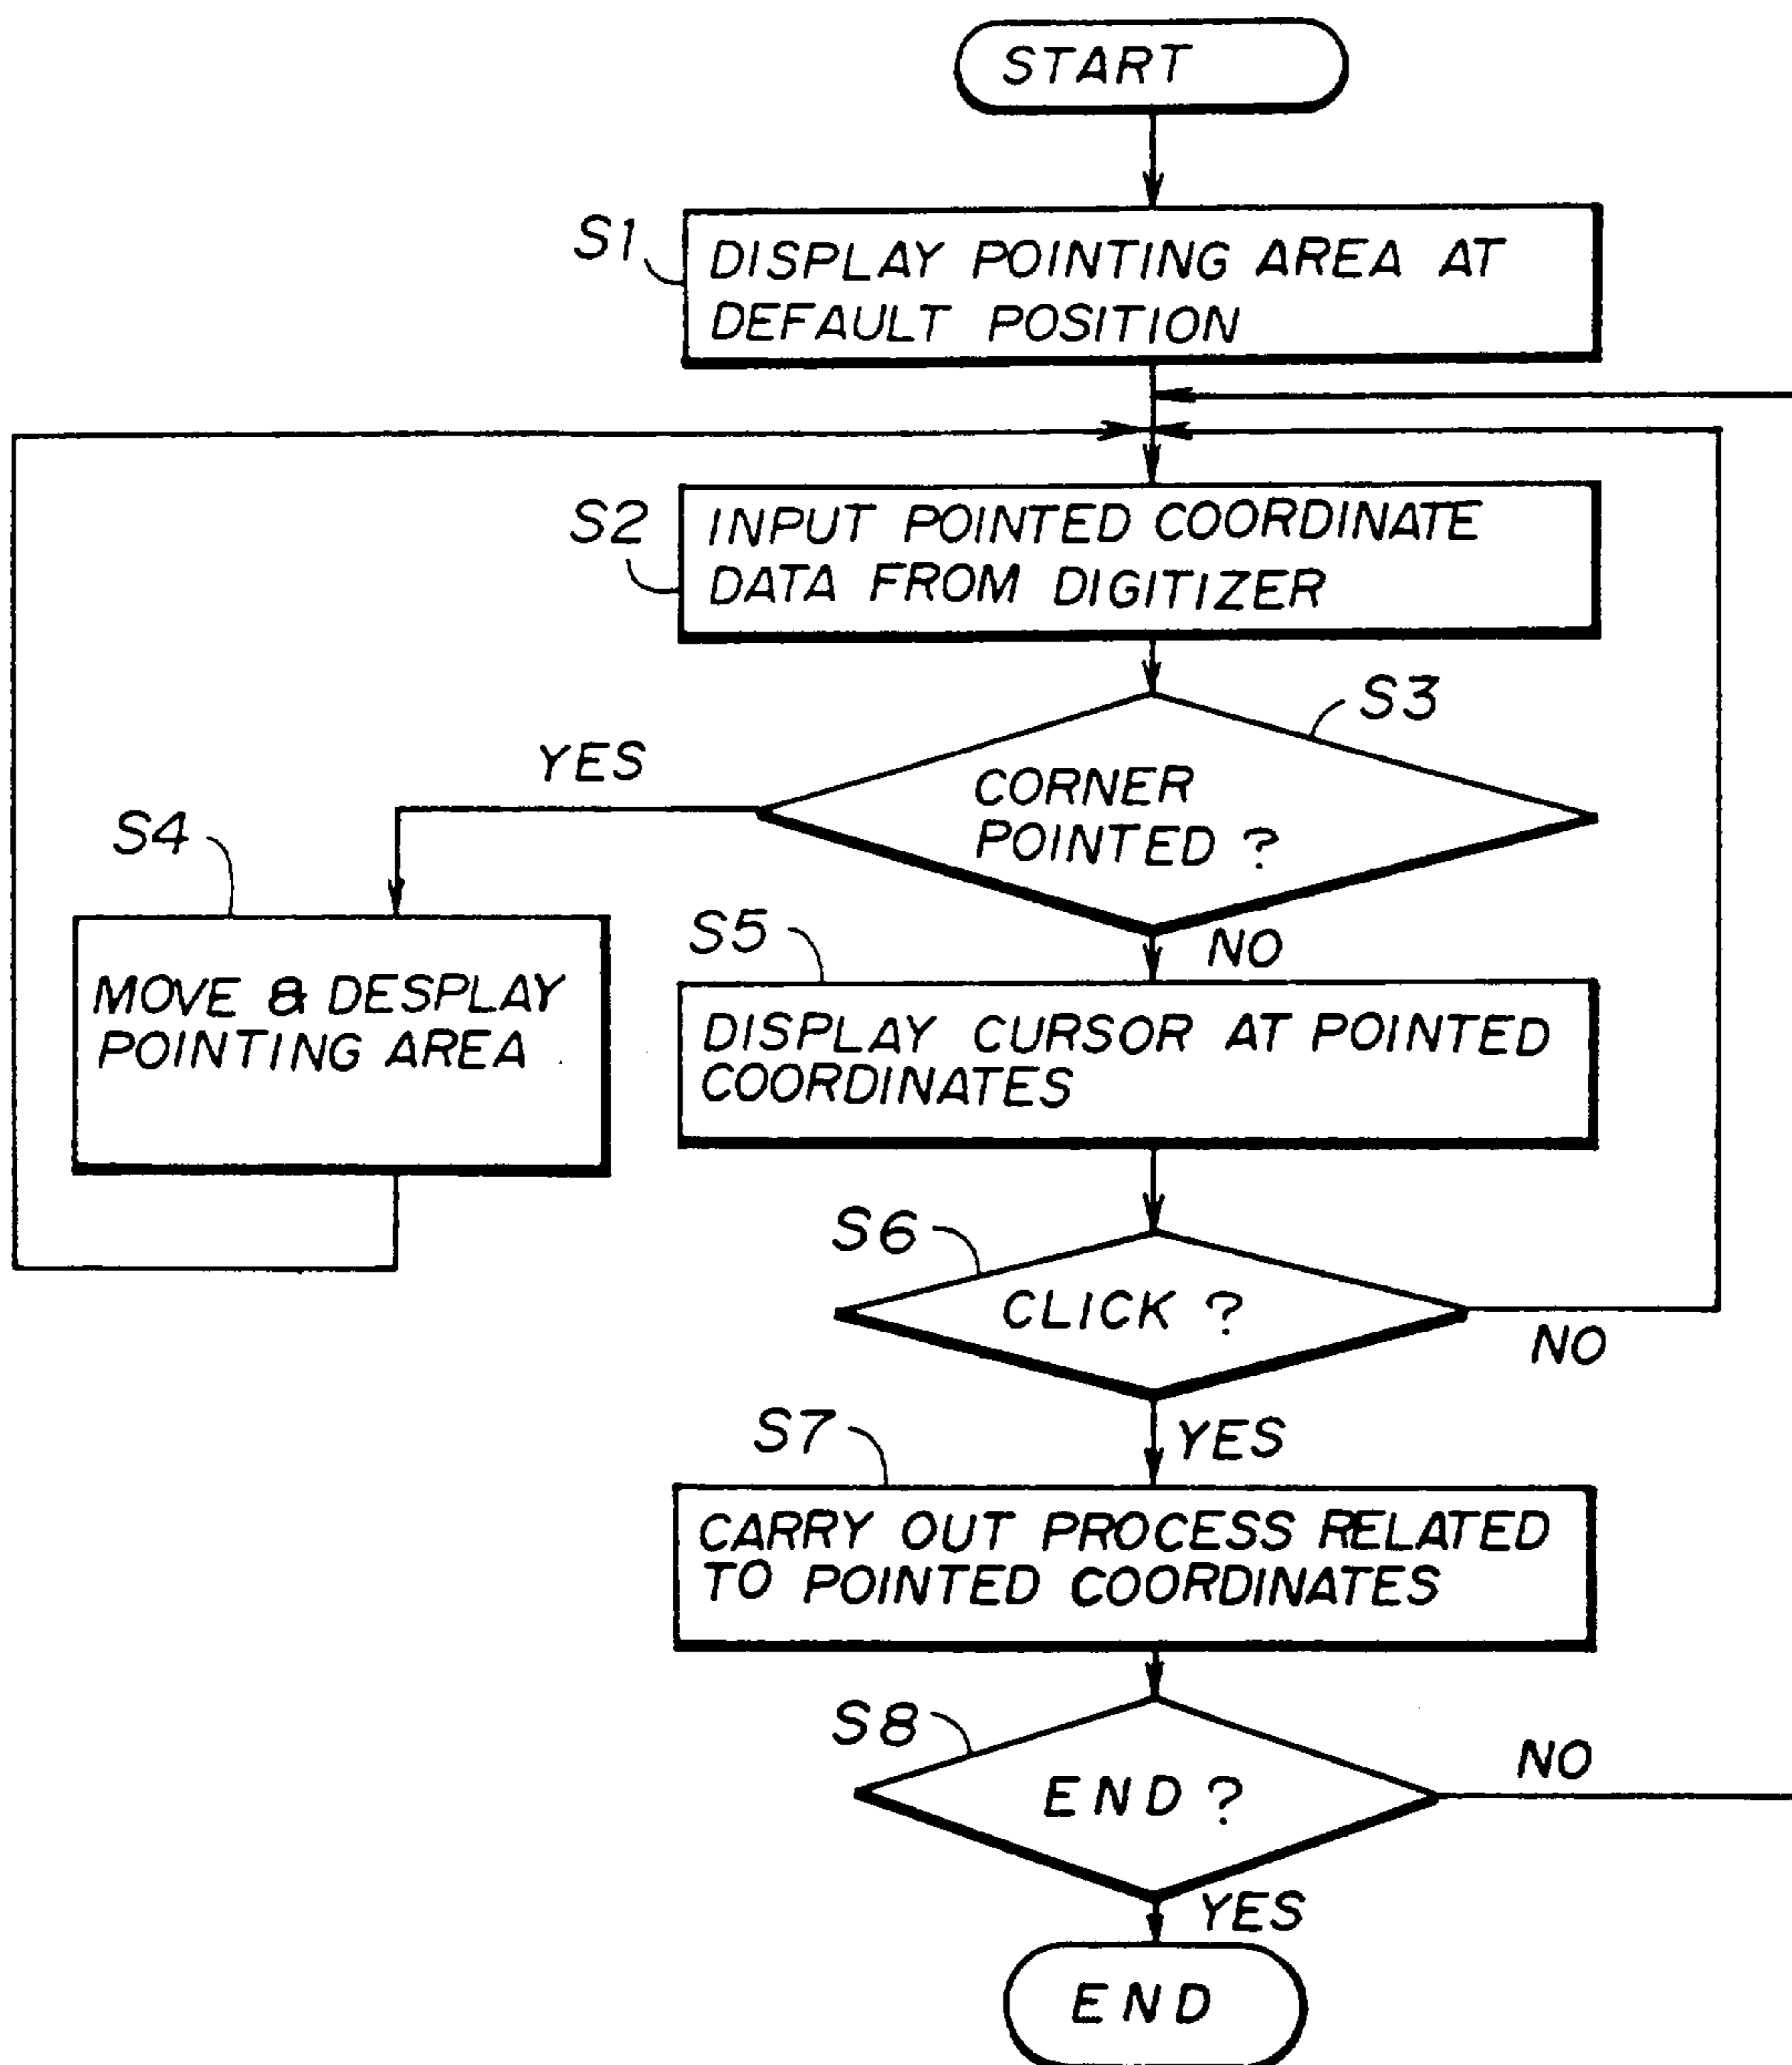 START
S1
DISPLAY POINTING AREA AT
DEFAULT POSITION
S2
INPUT POINTED COORDINATE
DATA FROM DIGITIZER
S3
YES
CORNER
POINTED ?
S4
MOVE & DESPLAY
POINTING AREA
S5
NO
DISPLAY CURSOR AT POINTED
COORDINATES
S6
CLICK ?
NO
S7
YES
CARRY OUT PROCESS RELATED
TO POINTED COORDINATES
S8
END ?
NO
YES
END